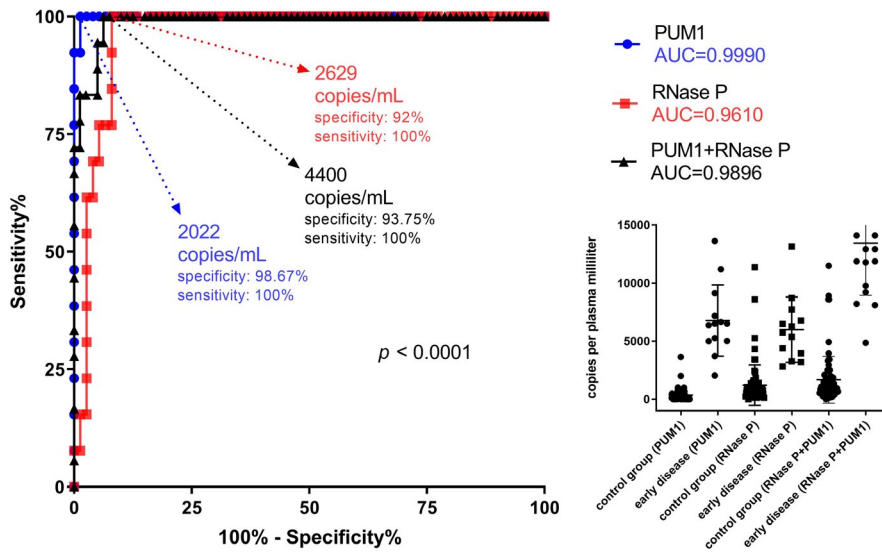 100
75
50
25
0
Sensitivity%
0
25
50
75
100
100% - Specificity%
2629
copies/mL
specificity: 92%
sensitivity: 100%
4400
copies/mL
specificity: 93.75%
sensitivity: 100%
2022
copies/mL
specificity: 98.67%
sensitivity: 100%
p < 0.0001
PUM1
AUC=0.9990
RNase P
AUC=0.9610
PUM1+RNase P
AUC=0.9896
copies per plasma milliliter
15000
10000
5000
0
control group (PUM1)
early disease (PUM1)
control group (RNase P)
early disease (RNase P)
control group (RNase P+PUM1)
early disease (RNase P+PUM1)